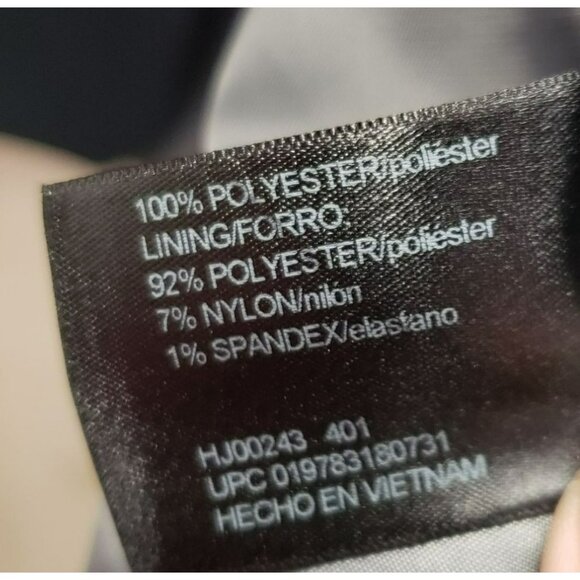 100% POLYESTER/poliéster
LINING/FORRO:
92% POLYESTER/póliéster
7% NYLON/nilón
1% SPANDEX/elastano
HJ00243 401
UPC 019783180731
HECHO EN VIETNAM